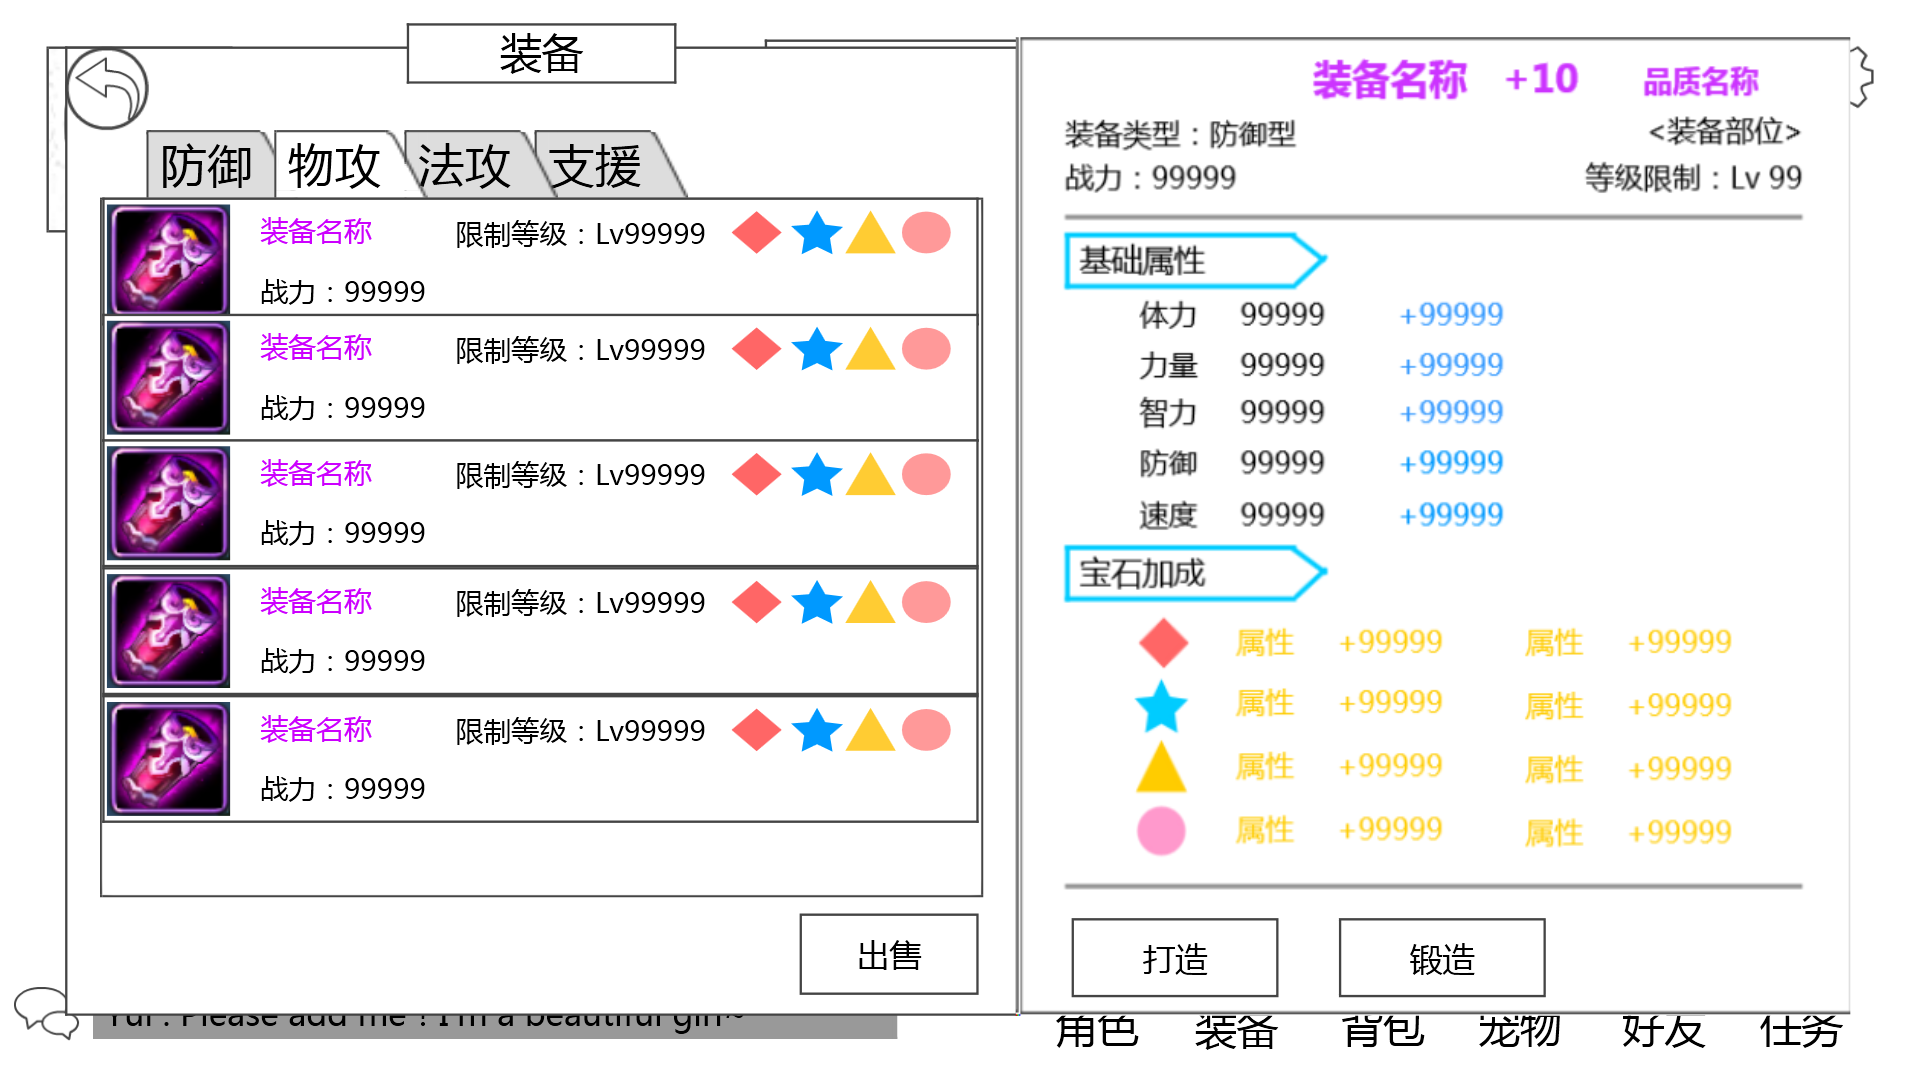 装备
防御 物攻 法攻 支援
装备名称 限制等级：Lv99999
战力：99999
装备名称 限制等级：Lv99999
战力：99999
装备名称 限制等级：Lv99999
战力：99999
装备名称 限制等级：Lv99999
战力：99999
装备名称 限制等级：Lv99999
战力：99999
出售
装备名称 +10 品质名称
装备类型：防御型 <装备部位>
战力：99999 等级限制：Lv 99
基础属性
体力 99999 +99999
力量 99999 +99999
智力 99999 +99999
防御 99999 +99999
速度 99999 +99999
宝石加成
属性 +99999 属性 +99999
属性 +99999 属性 +99999
属性 +99999 属性 +99999
属性 +99999 属性 +99999
打造 锻造
Yui : Please add me ! I'm a beautiful girl~
角色 装备 背包 宠物 好友 任务